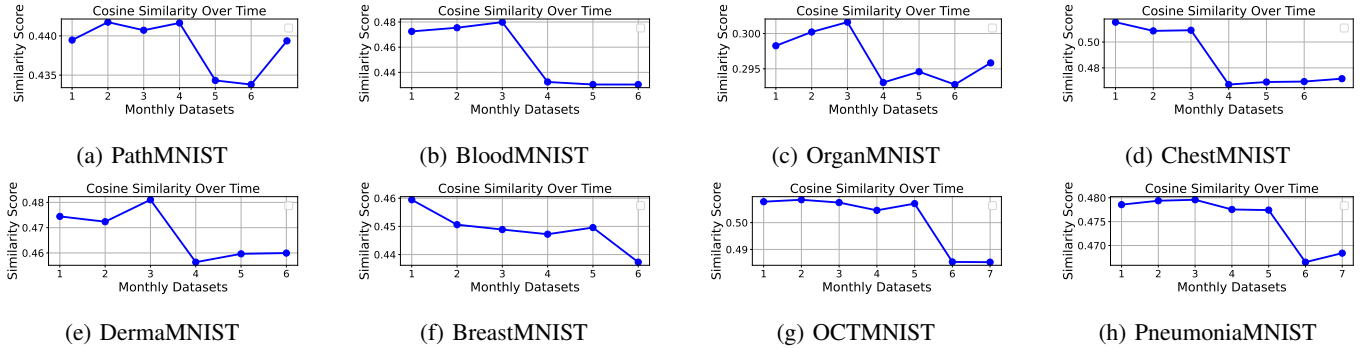 Cosine Similarity Over Time
Similarity Score
0.440
0.435
1 2 3 4 5 6
Monthly Datasets
(a) PathMNIST
Cosine Similarity Over Time
Similarity Score
0.48
0.46
0.44
1 2 3 4 5 6
Monthly Datasets
(b) BloodMNIST
Cosine Similarity Over Time
Similarity Score
0.300
0.295
1 2 3 4 5 6
Monthly Datasets
(c) OrganMNIST
Cosine Similarity Over Time
Similarity Score
0.50
0.48
1 2 3 4 5 6
Monthly Datasets
(d) ChestMNIST
Cosine Similarity Over Time
Similarity Score
0.48
0.46
1 2 3 4 5 6
Monthly Datasets
(e) DermaMNIST
Cosine Similarity Over Time
Similarity Score
0.46
0.45
0.44
1 2 3 4 5 6
Monthly Datasets
(f) BreastMNIST
Cosine Similarity Over Time
Similarity Score
0.50
0.49
1 2 3 4 5 6 7
Monthly Datasets
(g) OCTMNIST
Cosine Similarity Over Time
Similarity Score
0.480
0.475
0.470
1 2 3 4 5 6 7
Monthly Datasets
(h) PneumoniaMNIST